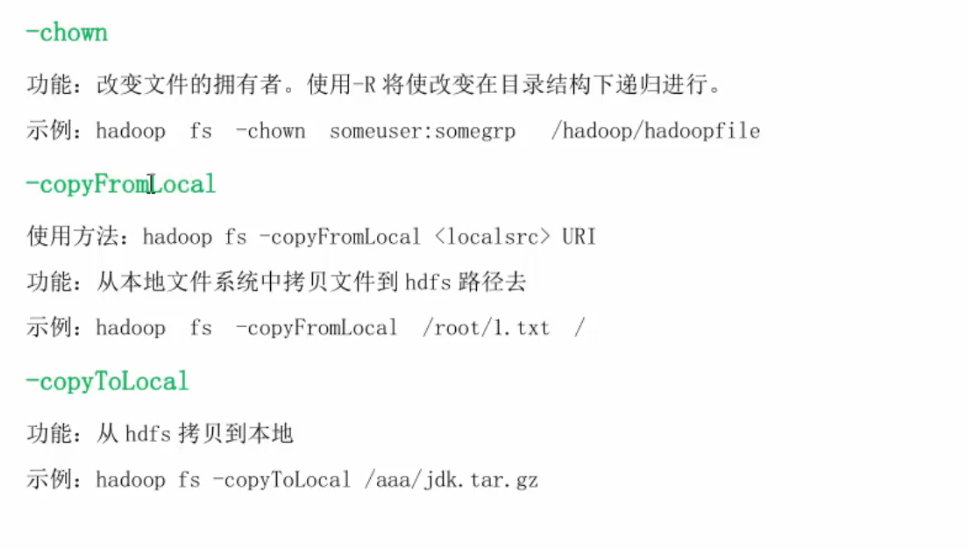 -chown
功能：改变文件的拥有者。使用-R 将使改变在目录结构下递归进行。
示例：hadoop fs -chown someuser:somegrp /hadoop/hadoopfile
-copyFromLocal
使用方法：hadoop fs -copyFromLocal <localsrc> URI
功能：从本地文件系统中拷贝文件到 hdfs 路径去
示例：hadoop fs -copyFromLocal /root/1.txt /
-copyToLocal
功能：从 hdfs 拷贝到本地
示例：hadoop fs -copyToLocal /aaa/jdk.tar.gz